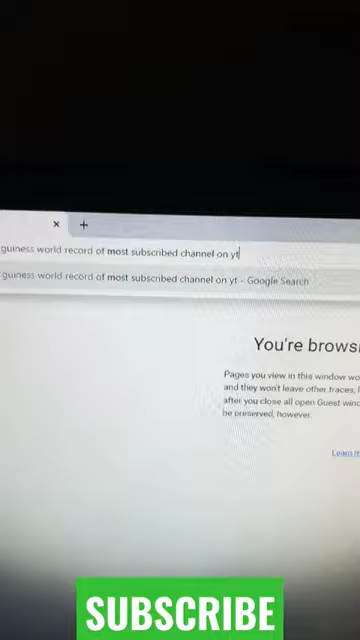 guiness world record of most subscribed channel on yt
guiness world record of most subscribed channel on yt - Google Search
You're brows
Pages you view in this window wo
and they won't leave other traces, l
after you close all open Guest wind
be preserved, however.
Learn m
SUBSCRIBE